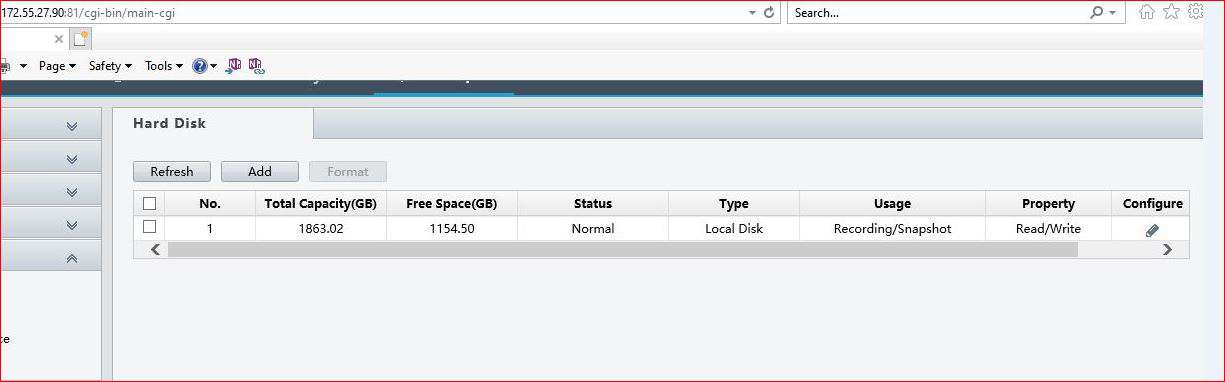 172.55.27.90:81/cgi-bin/main-cgi
Search...
Page Safety Tools
Hard Disk
Refresh Add Format
No. Total Capacity(GB) Free Space(GB) Status Type Usage Property Configure
1 1863.02 1154.50 Normal Local Disk Recording/Snapshot Read/Write